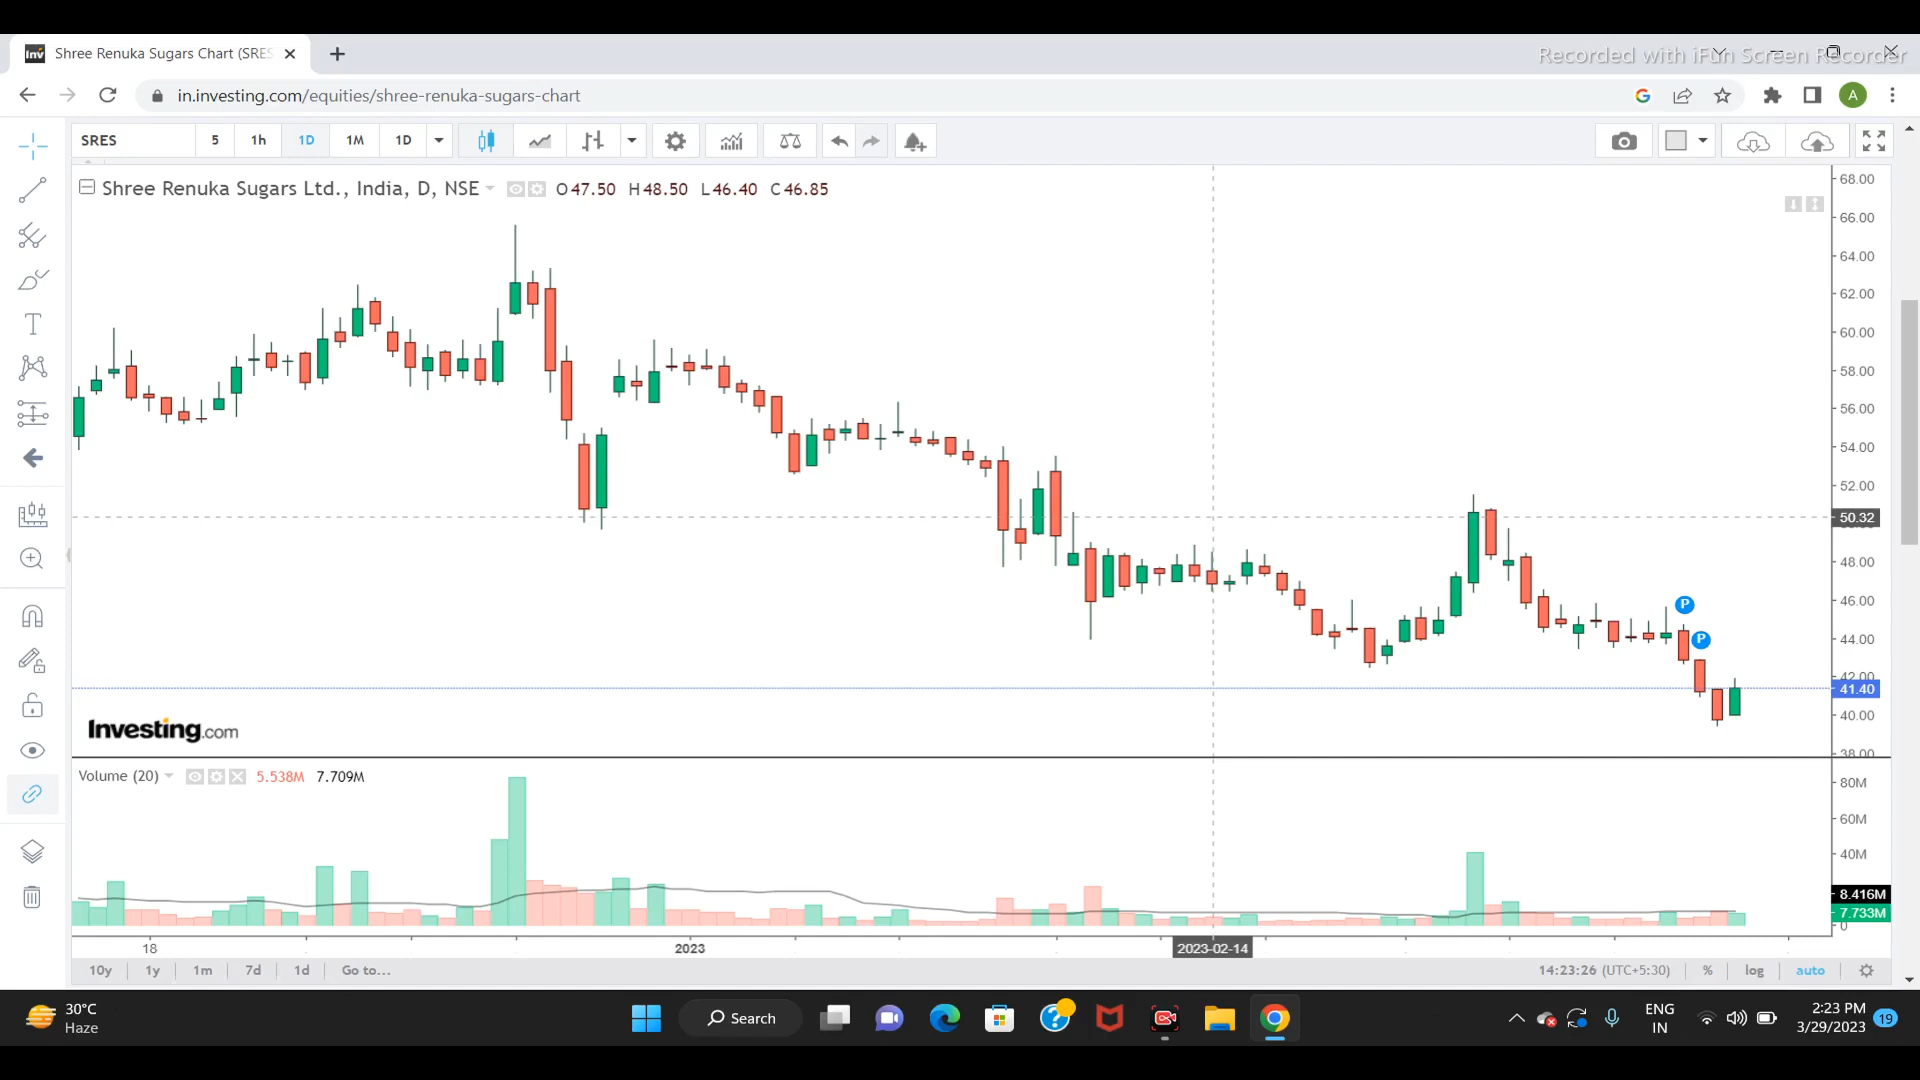 Shree Renuka Sugars Chart (SRES
Recorded with iFun Screen Recorder
in.investing.com/equities/shree-renuka-sugars-chart
A
SRES 5 1h 1D 1M 1D
Shree Renuka Sugars Ltd., India, D, NSE O47.50 H48.50 L46.40 C46.85
68.00
66.00
64.00
62.00
60.00
58.00
56.00
54.00
52.00
50.32
48.00
46.00
P
44.00
P
42.00
41.40
40.00
38.00
Investing.com
Volume (20) 5.538M 7.709M
80M
60M
40M
8.416M
7.733M
0
18 2023 2023-02-14
10y 1y 1m 7d 1d Go to... 14:23:26 (UTC+5:30) % log auto
30°C
Haze
Search
ENG
IN
2:23 PM
3/29/2023
19